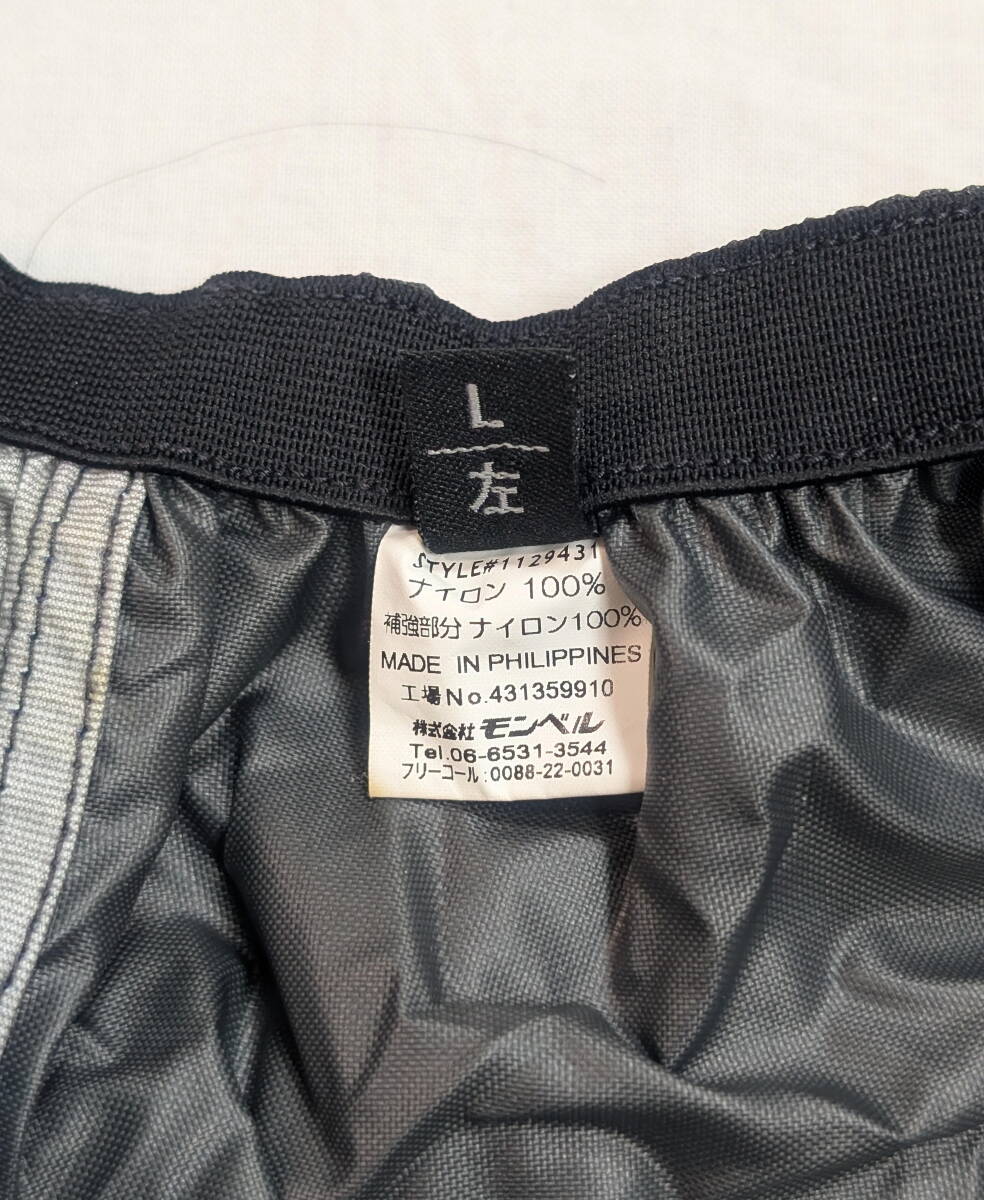 L
左
STYLE#1129431
ナイロン 100%
補強部分 ナイロン100%
MADE IN PHILIPPINES
工場No.431359910
株式会社 モンベル
Tel.06-6531-3544
フリーコール:0088-22-0031